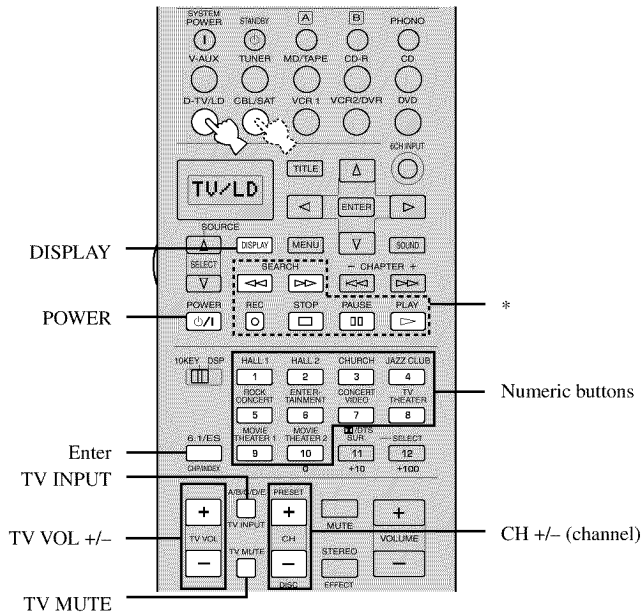 SYSTEM POWER STANDBY A B PHONO
V-AUX TUNER MD/TAPE CD-R CD
D-TV/LD CBL/SAT VCR 1 VCR2/DVR DVD
6CH INPUT
TITLE
TV/LD
ENTER
SOURCE
DISPLAY
DISPLAY MENU SOUND
SELECT
SEARCH – CHAPTER +
*
POWER
POWER REC STOP PAUSE PLAY
10KEY DSP
HALL 1 HALL 2 CHURCH JAZZ CLUB
1 2 3 4
Numeric buttons
ROCK CONCERT ENTER-TAINMENT CONCERT VIDEO TV THEATER
5 6 7 8
Enter
6.1/ES MOVIE THEATER 1 MOVIE THEATER 2 /DTS SUR. SELECT
9 10 11 12
CHP/INDEX 0 +10 +100
TV INPUT
A/B/C/D/E PRESET
+ TV INPUT + MUTE +
TV VOL +/–
TV VOL CH VOLUME
CH +/– (channel)
– TV MUTE – STEREO –
DISC EFFECT
TV MUTE